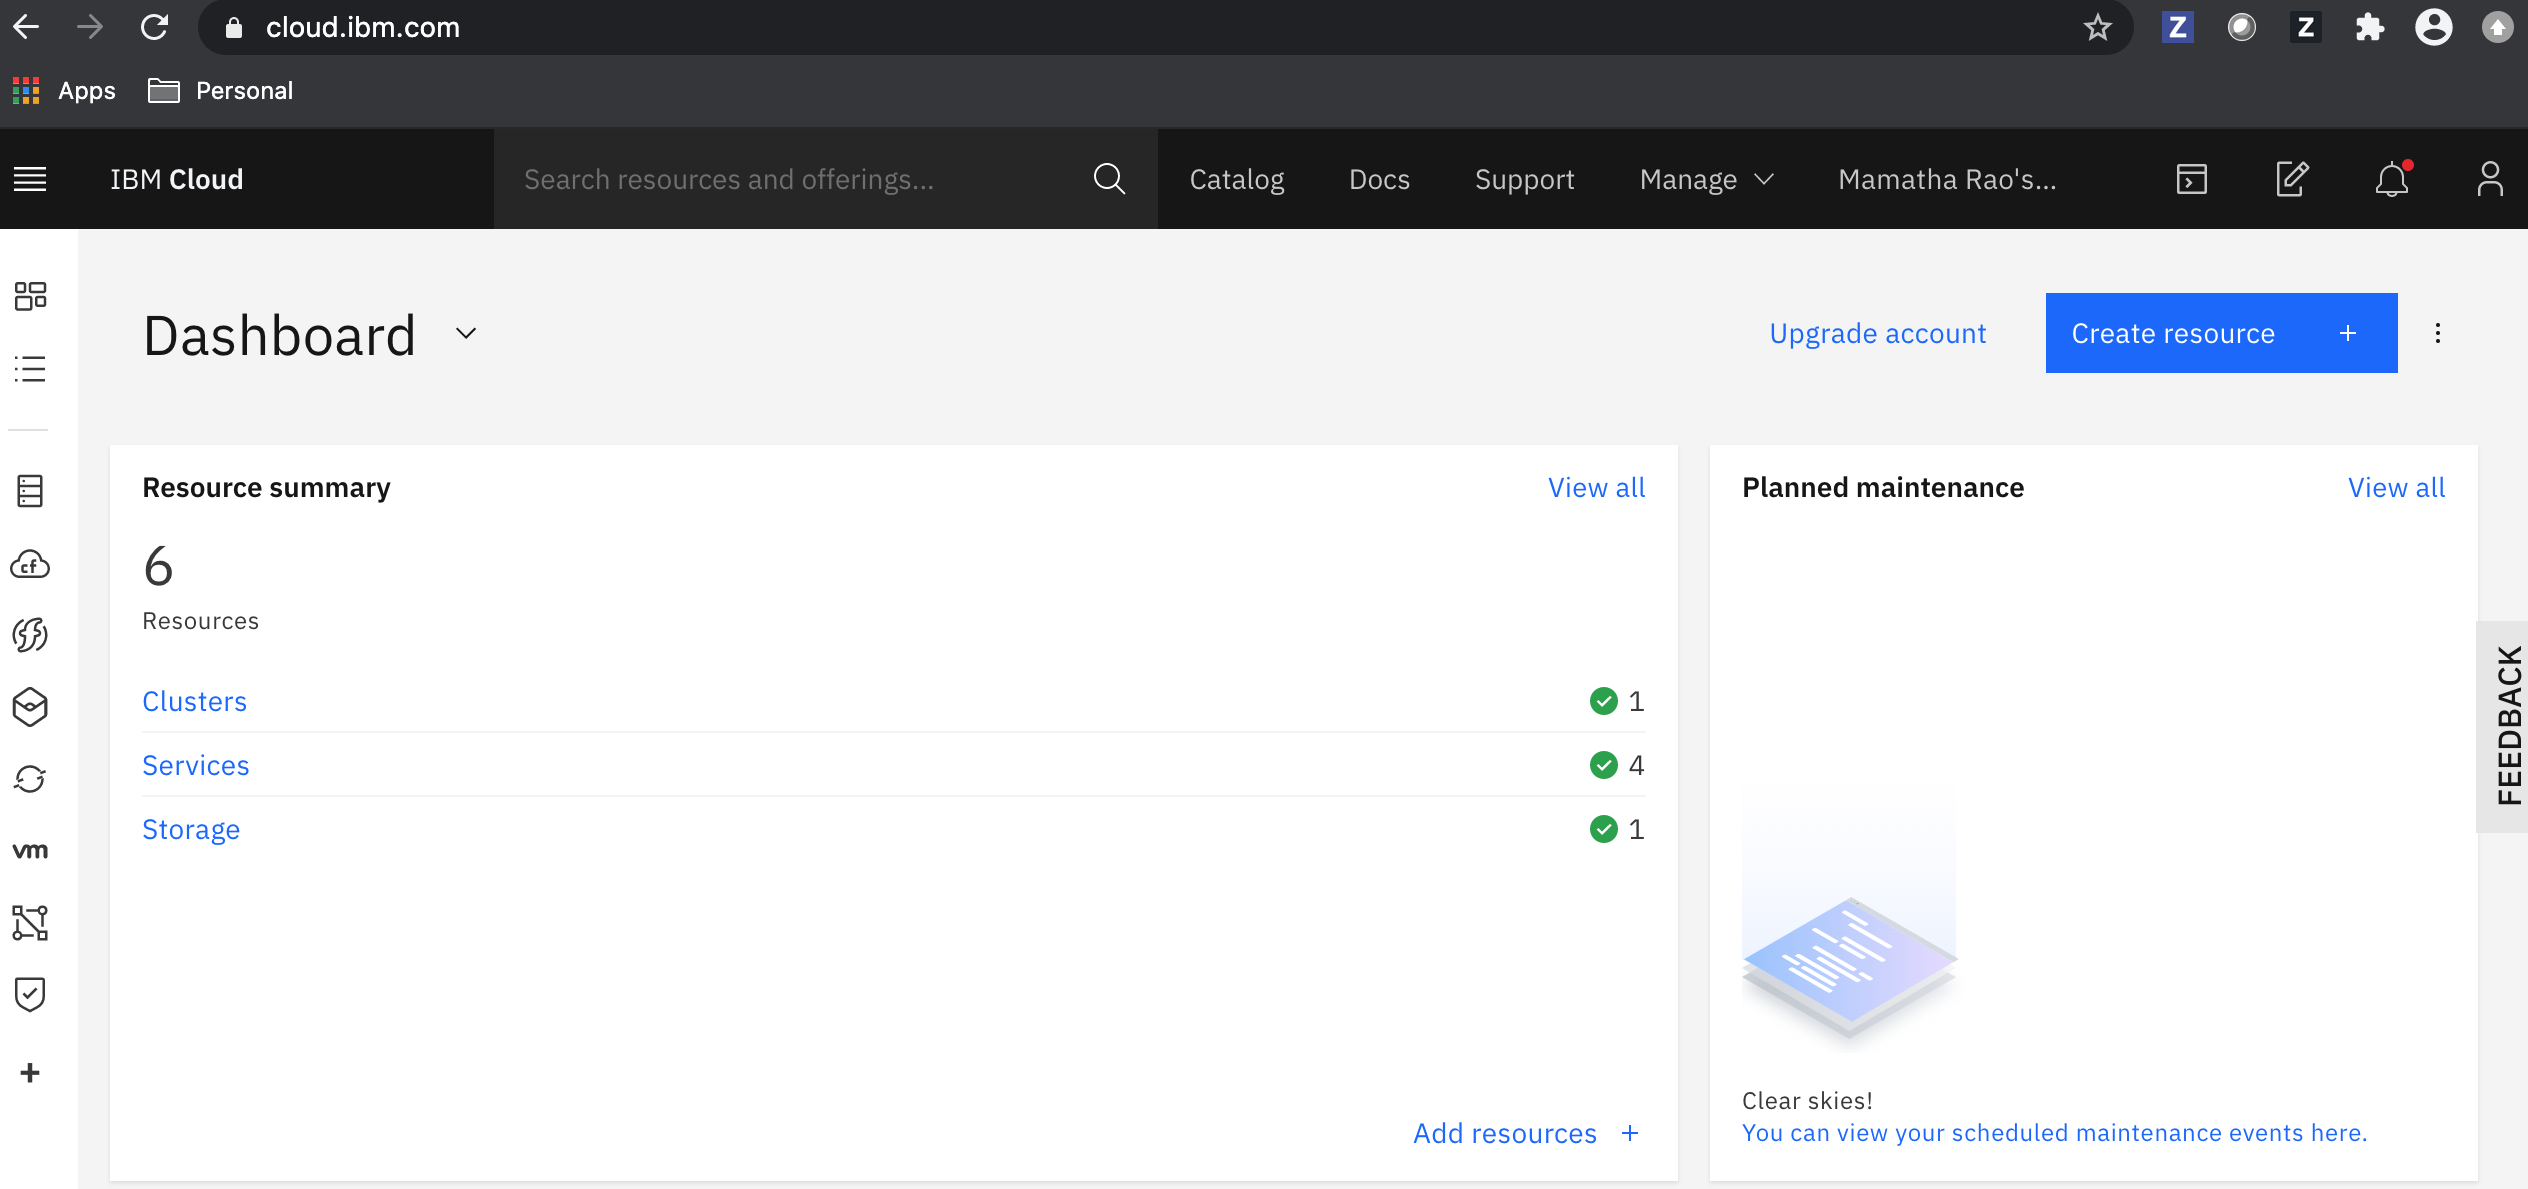 cloud.ibm.com
Z
Z
Apps
Personal
IBM Cloud
Search resources and offerings...
Catalog
Docs
Support
Manage
Mamatha Rao's...
Dashboard
Upgrade account
Create resource +
Resource summary
View all
6
Resources
Clusters
1
Services
4
Storage
1
Add resources +
Planned maintenance
View all
Clear skies!
You can view your scheduled maintenance events here.
FEEDBACK
cf
vm